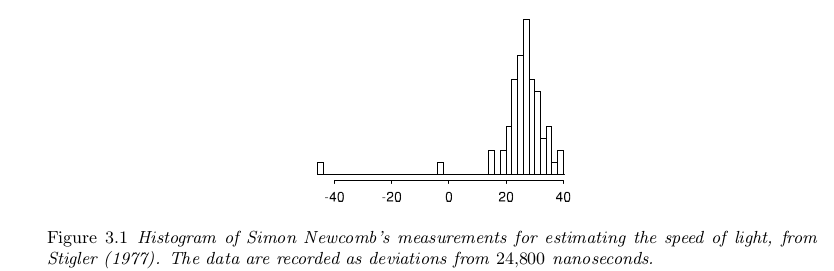 -40 -20 0 20 40
Figure 3.1 Histogram of Simon Newcomb's measurements for estimating the speed of light, from
Stigler (1977). The data are recorded as deviations from 24,800 nanoseconds.